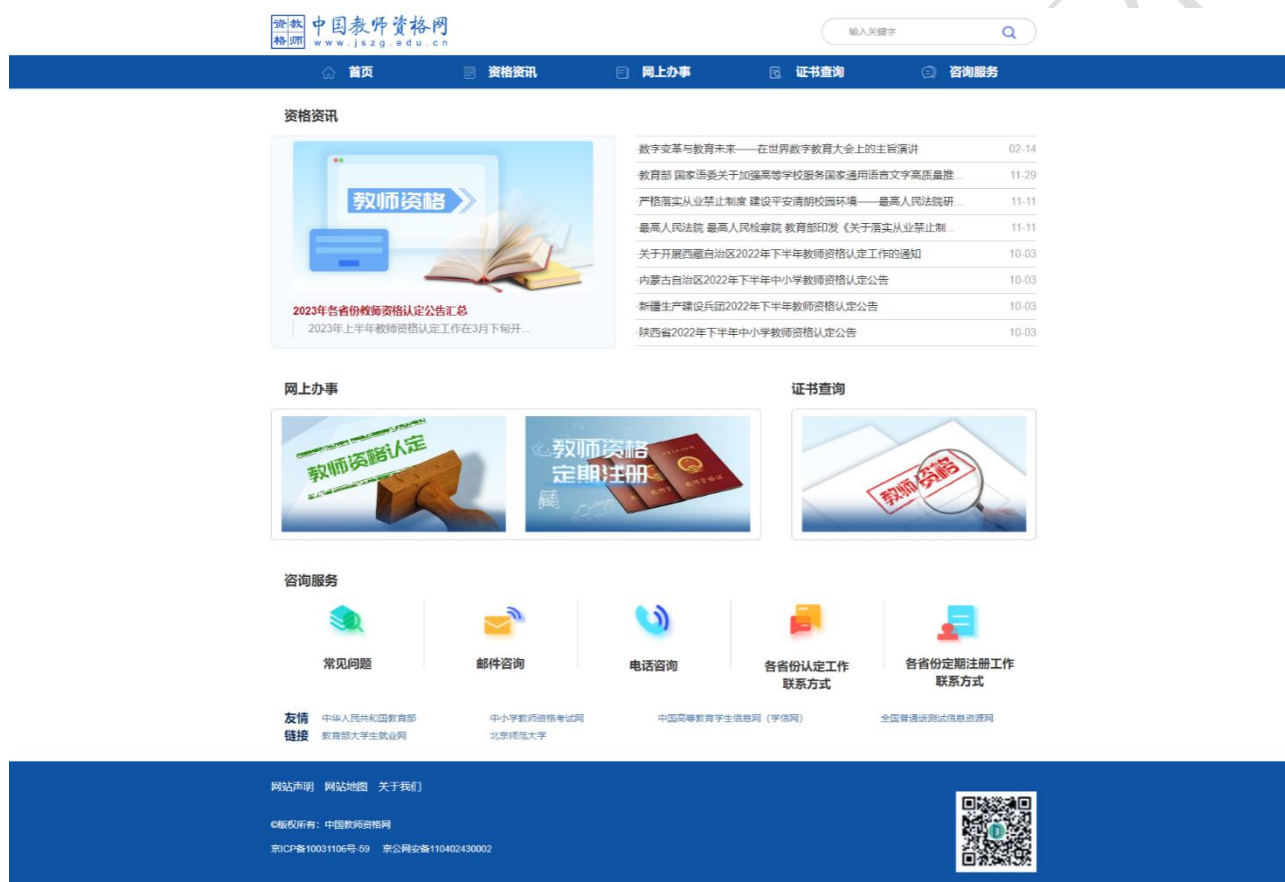 资教 中国教师资格网
格师 www.jszg.edu.cn
输入关键字
首页 资格资讯 网上办事 证书查询 咨询服务
资格资讯
教师资格
2023年各省份教师资格认定公告汇总
2023年上半年教师资格认定工作在3月下旬开...
·数字变革与教育未来——在世界数字教育大会上的主旨演讲 02-14
·教育部 国家语委关于加强高等学校服务国家通用语言文字高质量推... 11-29
·严格落实从业禁止制度 建设平安清朗校园环境——最高人民法院研... 11-11
·最高人民法院 最高人民检察院 教育部印发《关于落实从业禁止制... 11-11
·关于开展西藏自治区2022年下半年教师资格认定工作的通知 10-03
·内蒙古自治区2022年下半年中小学教师资格认定公告 10-03
·新疆生产建设兵团2022年下半年教师资格认定公告 10-03
·陕西省2022年下半年中小学教师资格认定公告 10-03
网上办事 证书查询
教师资格认定
教师资格
定期注册
教师资格
咨询服务
常见问题 邮件咨询 电话咨询 各省份认定工作 各省份定期注册工作
联系方式 联系方式
友情 中华人民共和国教育部 中小学教师资格考试网 中国高等教育学生信息网（学信网） 全国普通话测试信息资源网
链接 教育部大学生就业网 北京师范大学
网站声明 网站地图 关于我们
©版权所有：中国教师资格网
京ICP备10031106号-59 京公网安备110402430002